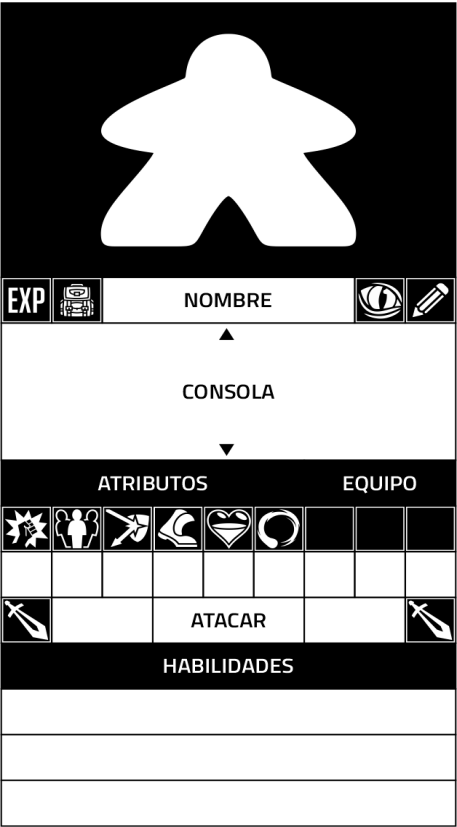 EXP
NOMBRE
CONSOLA
ATRIBUTOS EQUIPO
ATACAR
HABILIDADES